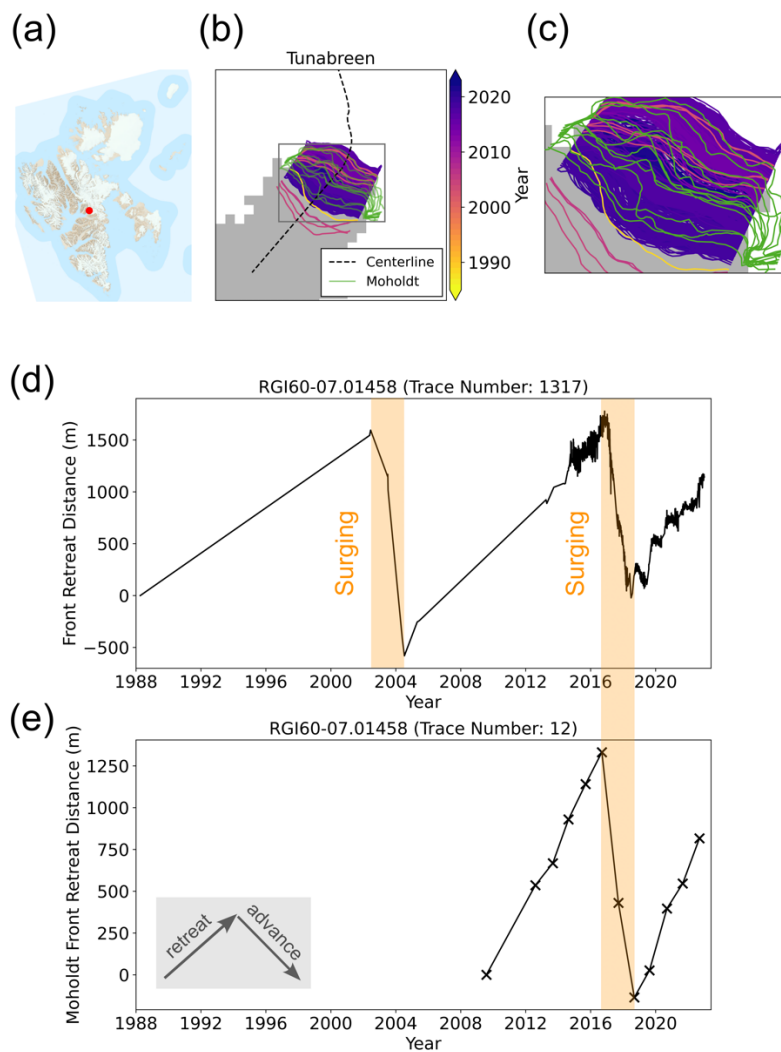 (a)
(b)
(c)
Tunabreen
2020
2010
2000
1990
Year
Centerline
Moholdt
(d)
RGI60-07.01458 (Trace Number: 1317)
Front Retreat Distance (m)
1500
1000
500
0
−500
Surging
Surging
1988 1992 1996 2000 2004 2008 2012 2016 2020
Year
(e)
RGI60-07.01458 (Trace Number: 12)
Moholdt Front Retreat Distance (m)
1250
1000
750
500
250
0
retreat
advance
1988 1992 1996 2000 2004 2008 2012 2016 2020
Year